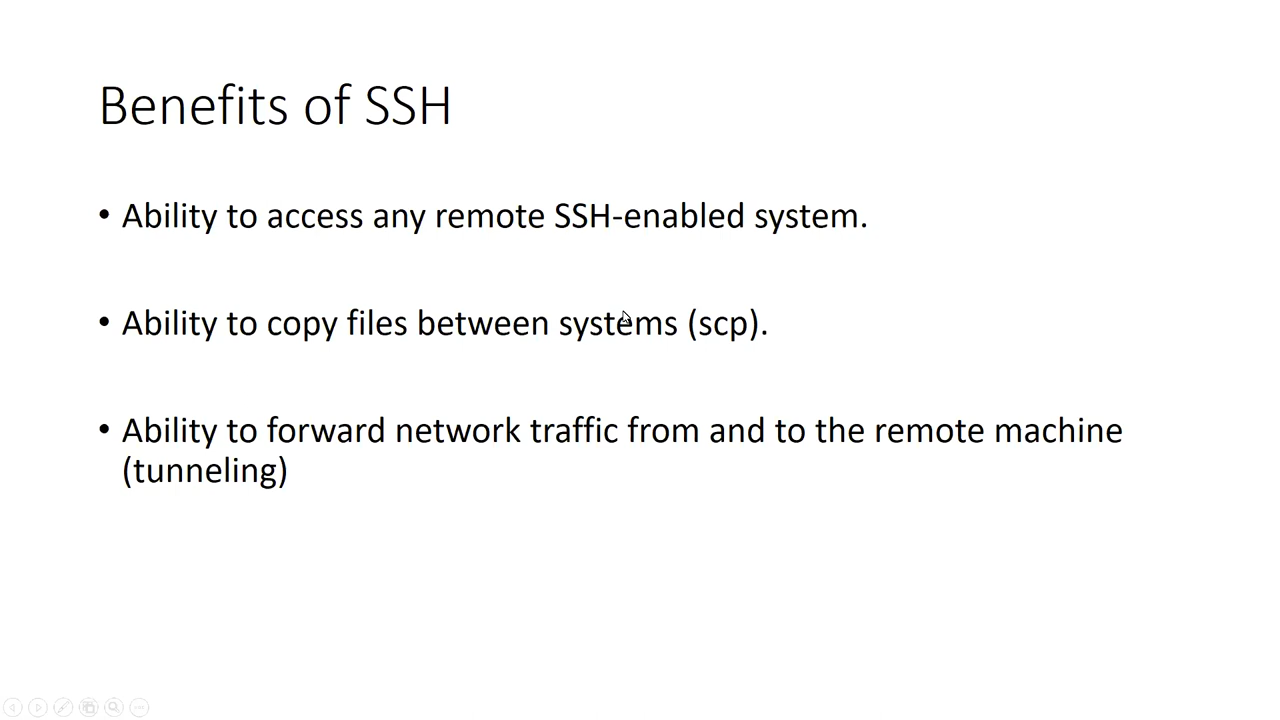 Benefits of SSH
• Ability to access any remote SSH-enabled system.
• Ability to copy files between systems (scp).
• Ability to forward network traffic from and to the remote machine
(tunneling)